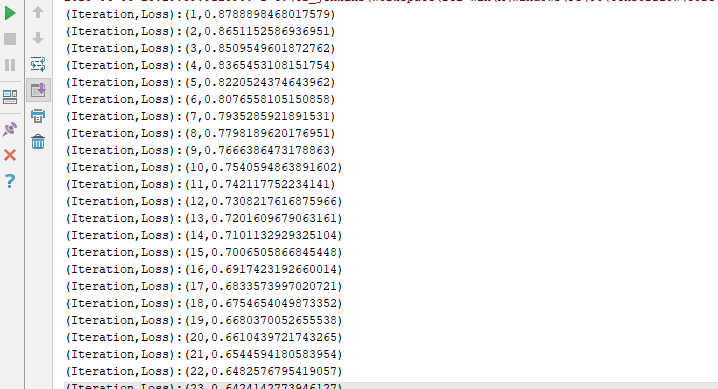 (Iteration,Loss):(1,0.8788898468017579)
(Iteration,Loss):(2,0.8651152586936951)
(Iteration,Loss):(3,0.8509549601872762)
(Iteration,Loss):(4,0.8365453108151754)
(Iteration,Loss):(5,0.8220524374643962)
(Iteration,Loss):(6,0.8076558105150858)
(Iteration,Loss):(7,0.7935285921891531)
(Iteration,Loss):(8,0.7798189620176951)
(Iteration,Loss):(9,0.7666386473178863)
(Iteration,Loss):(10,0.7540594863891602)
(Iteration,Loss):(11,0.742117752234141)
(Iteration,Loss):(12,0.7308217616875966)
(Iteration,Loss):(13,0.7201609679063161)
(Iteration,Loss):(14,0.7101132929325104)
(Iteration,Loss):(15,0.7006505866845448)
(Iteration,Loss):(16,0.6917423192660014)
(Iteration,Loss):(17,0.6833573997020721)
(Iteration,Loss):(18,0.6754654049873352)
(Iteration,Loss):(19,0.6680370052655538)
(Iteration,Loss):(20,0.6610439721743265)
(Iteration,Loss):(21,0.6544594180583954)
(Iteration,Loss):(22,0.6482576795419057)
(Iteration,Loss):(23,0.6424142773946127)